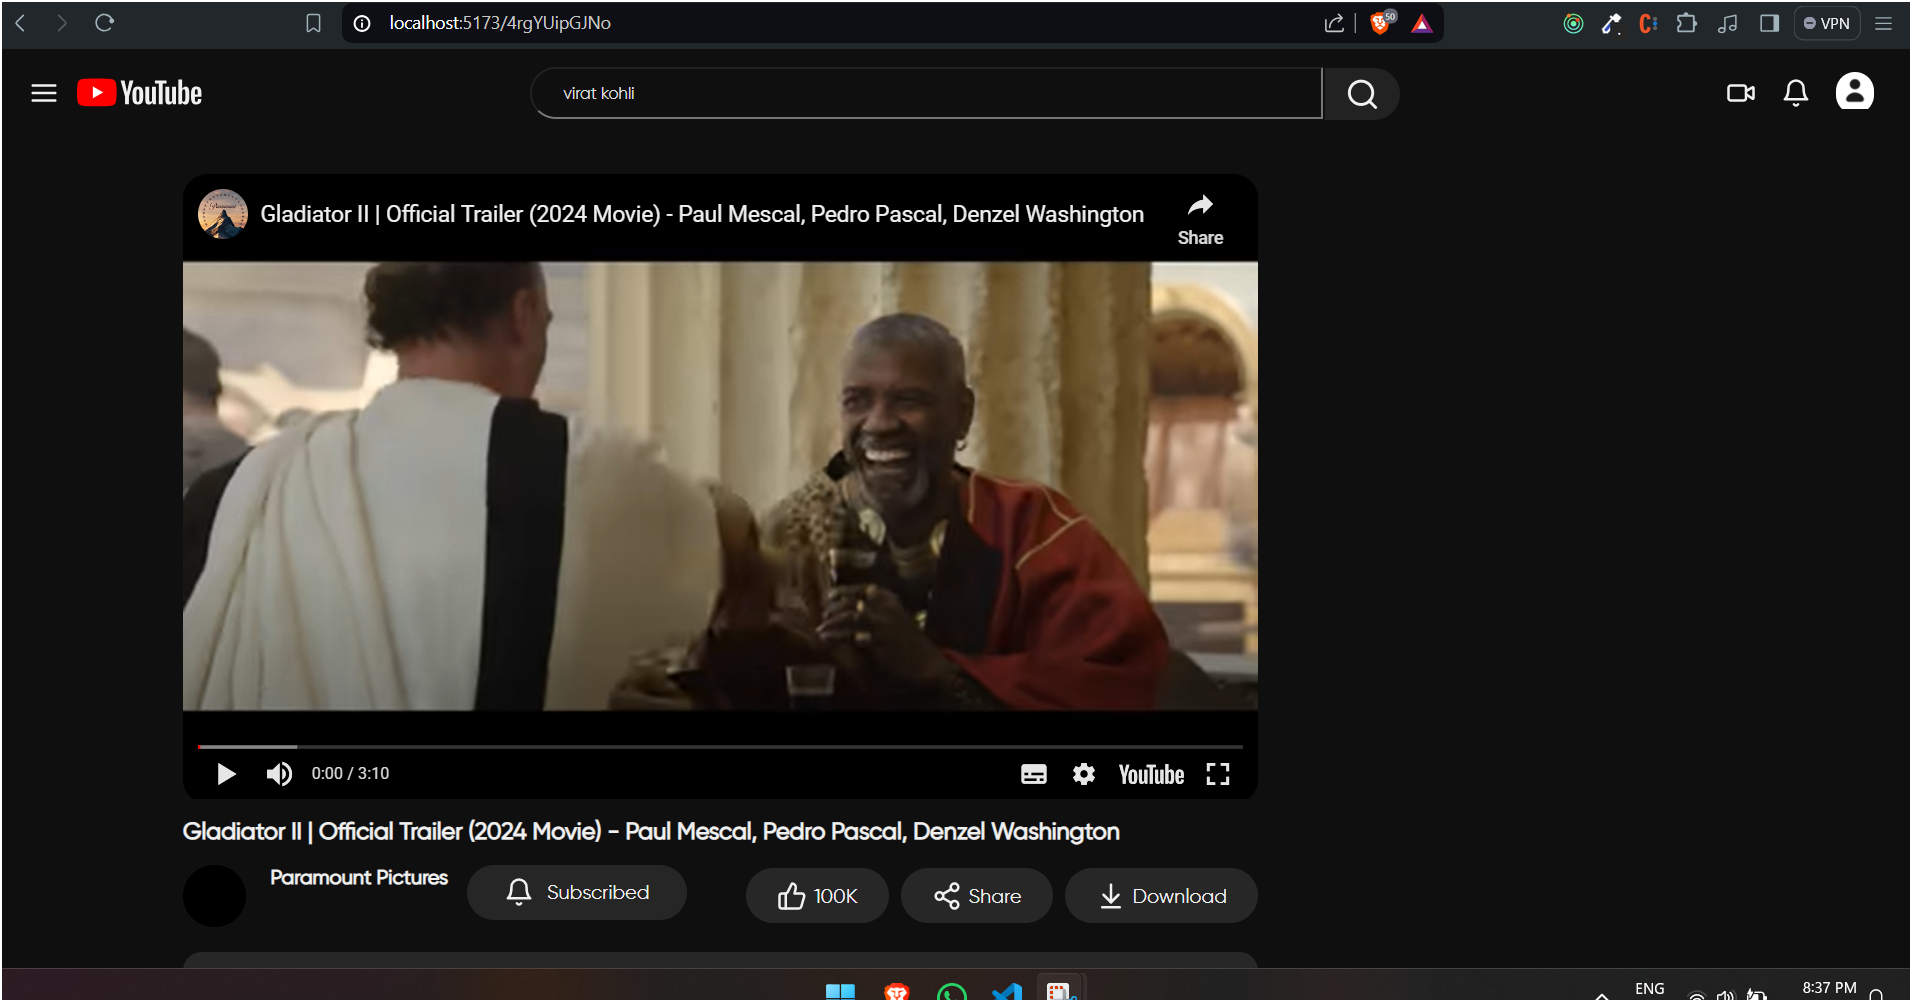 localhost:5173/4rgYUipGJNo
50
VPN
YouTube
virat kohli
Gladiator II | Official Trailer (2024 Movie) - Paul Mescal, Pedro Pascal, Denzel Washington
Share
0:00 / 3:10
YouTube
Gladiator II | Official Trailer (2024 Movie) - Paul Mescal, Pedro Pascal, Denzel Washington
Paramount Pictures
Subscribed
100K
Share
Download
ENG
8:37 PM